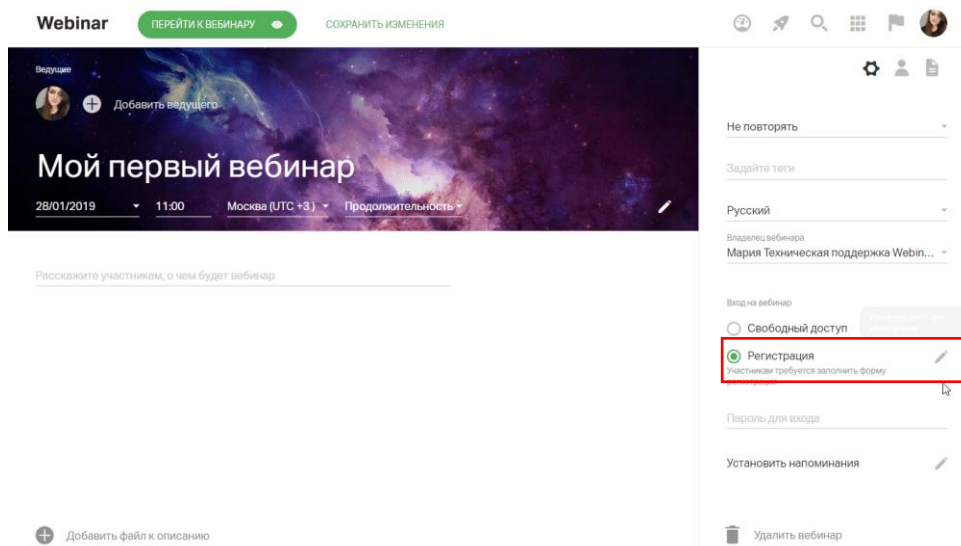 Webinar
ПЕРЕЙТИ К ВЕБИНАРУ
СОХРАНИТЬ ИЗМЕНЕНИЯ
Ведущие
Добавить ведущего
Мой первый вебинар
28/01/2019 11:00 Москва (UTC +3) Продолжительность
Расскажите участникам, о чем будет вебинар
Добавить файл к описанию
Не повторять
Задайте теги
Русский
Владелец вебинара
Мария Техническая поддержка Webin...
Вход на вебинар
Свободный доступ
Регистрация
Участникам требуется заполнить форму
регистрации
Пароль для входа
Установить напоминания
Удалить вебинар